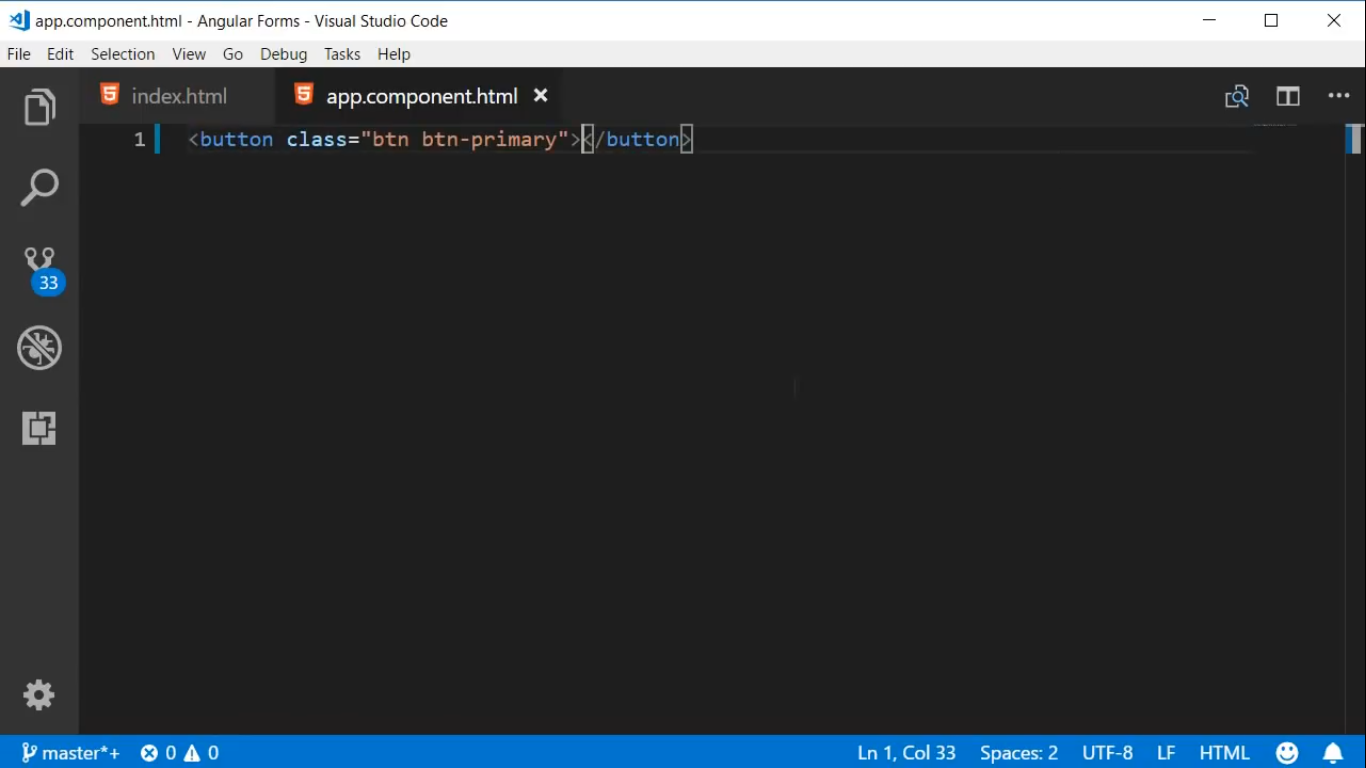 app.component.html - Angular Forms - Visual Studio Code
File Edit Selection View Go Debug Tasks Help
index.html app.component.html
1 <button class="btn btn-primary"></button>
33
master*+ 0 0 Ln 1, Col 33 Spaces: 2 UTF-8 LF HTML